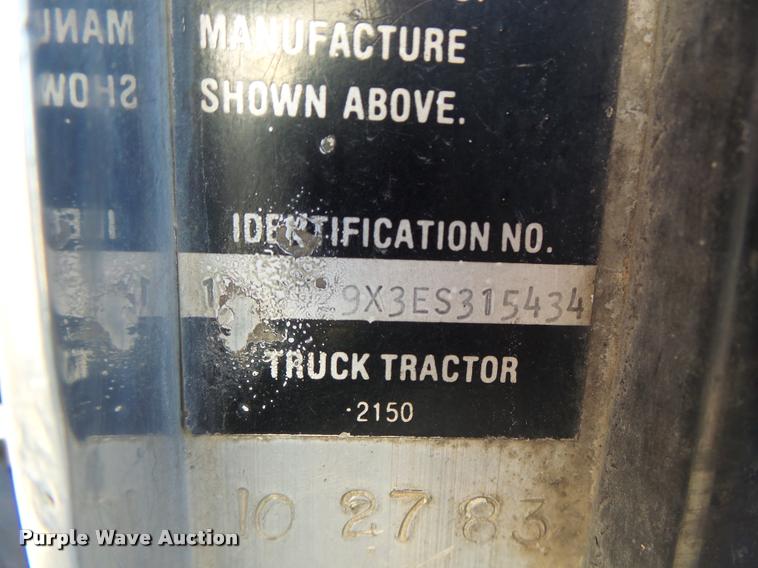 MANUFACTURE
SHOWN ABOVE.
IDENTIFICATION NO.
9X3ES315434
TRUCK TRACTOR
2150
10 27 83
Purple Wave Auction